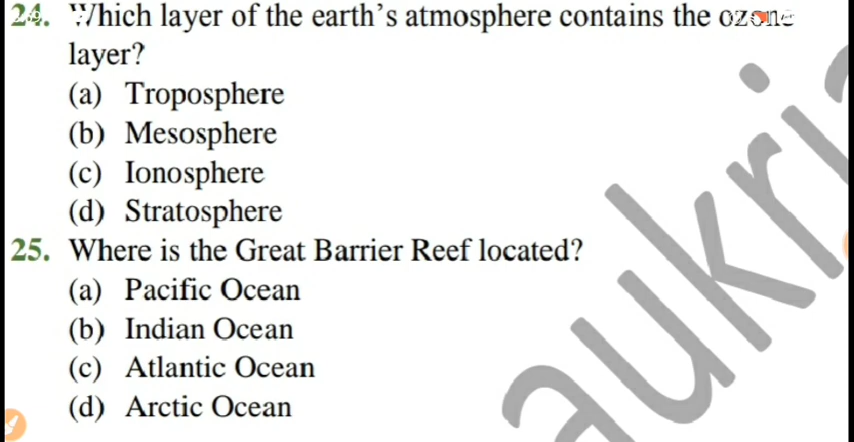 24. Which layer of the earth's atmosphere contains the ozone
layer?
(a) Troposphere
(b) Mesosphere
(c) Ionosphere
(d) Stratosphere
25. Where is the Great Barrier Reef located?
(a) Pacific Ocean
(b) Indian Ocean
(c) Atlantic Ocean
(d) Arctic Ocean
aukri